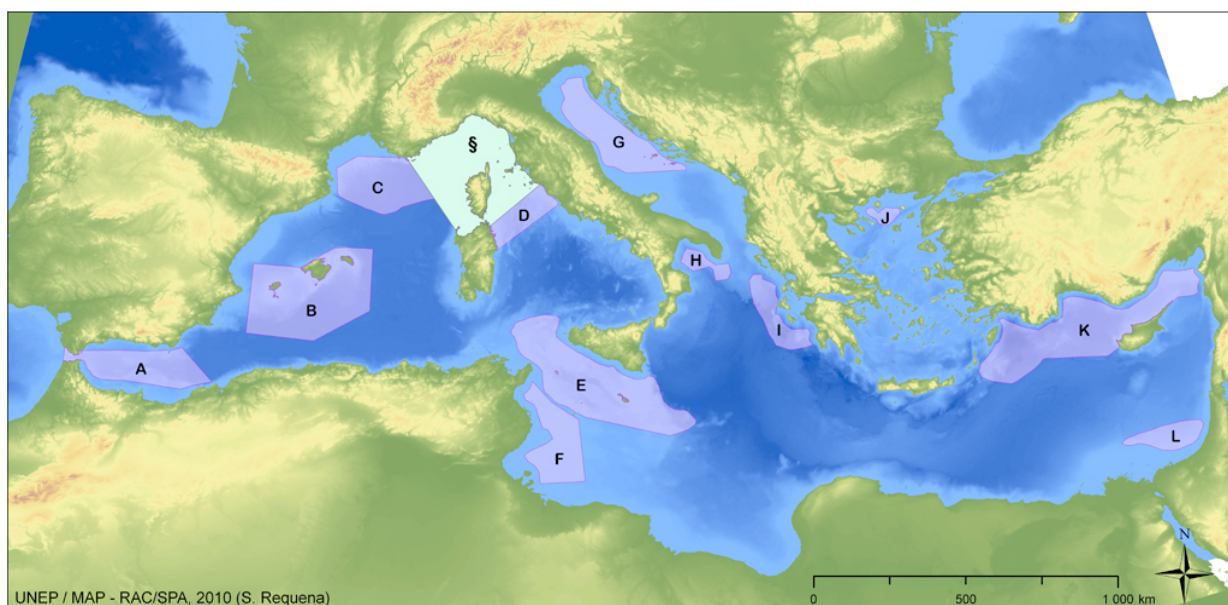 §
G
C
D
J
H
B
I
K
A
E
L
F
N
UNEP / MAP - RAC/SPA, 2010 (S. Requena)
0 500 1 000 km